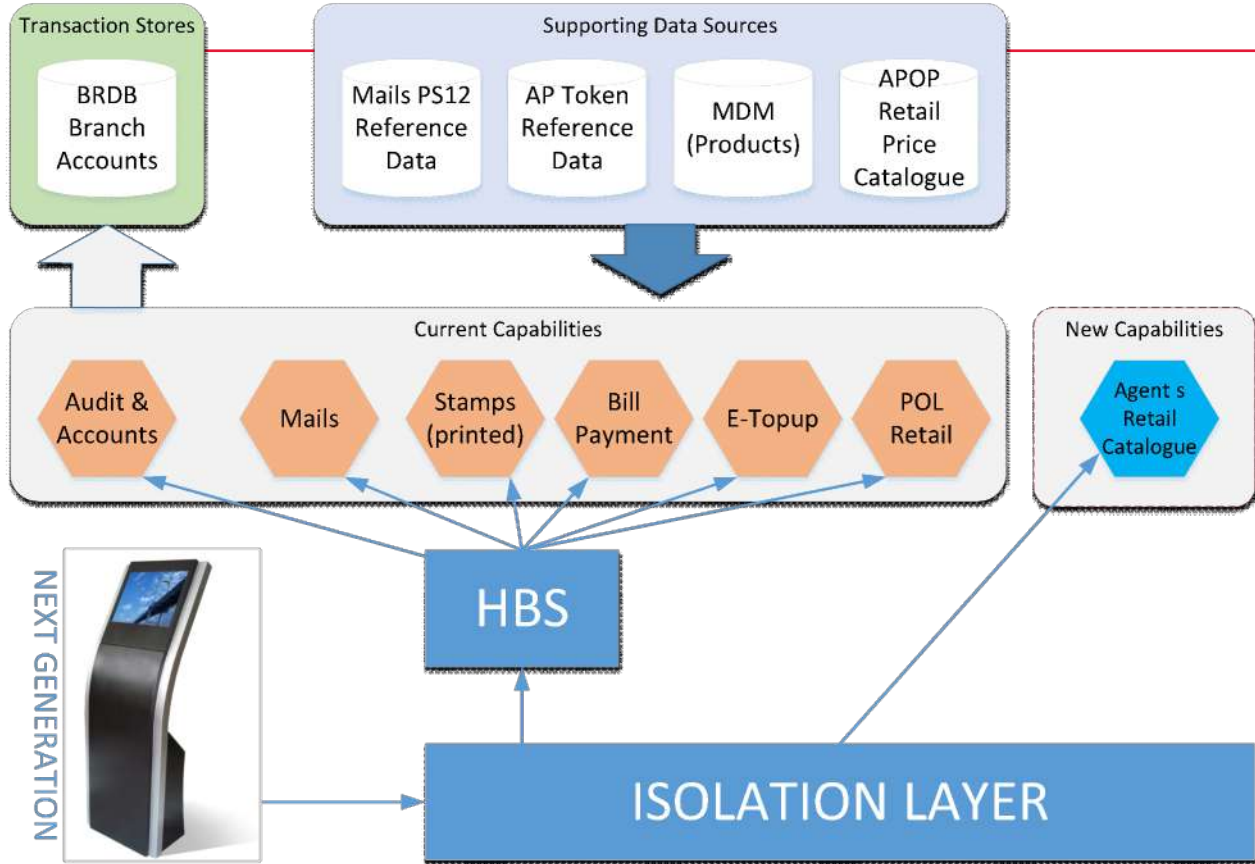 Transaction Stores
BRDB
Branch
Accounts
Supporting Data Sources
Mails PS12
Reference
Data
AP Token
Reference
Data
MDM
(Products)
APOP
Retail
Price
Catalogue
Current Capabilities
Audit &
Accounts
Mails
Stamps
(printed)
Bill
Payment
E-Topup
POL
Retail
New Capabilities
Agent s
Retail
Catalogue
NEXT GENERATION
HBS
ISOLATION LAYER